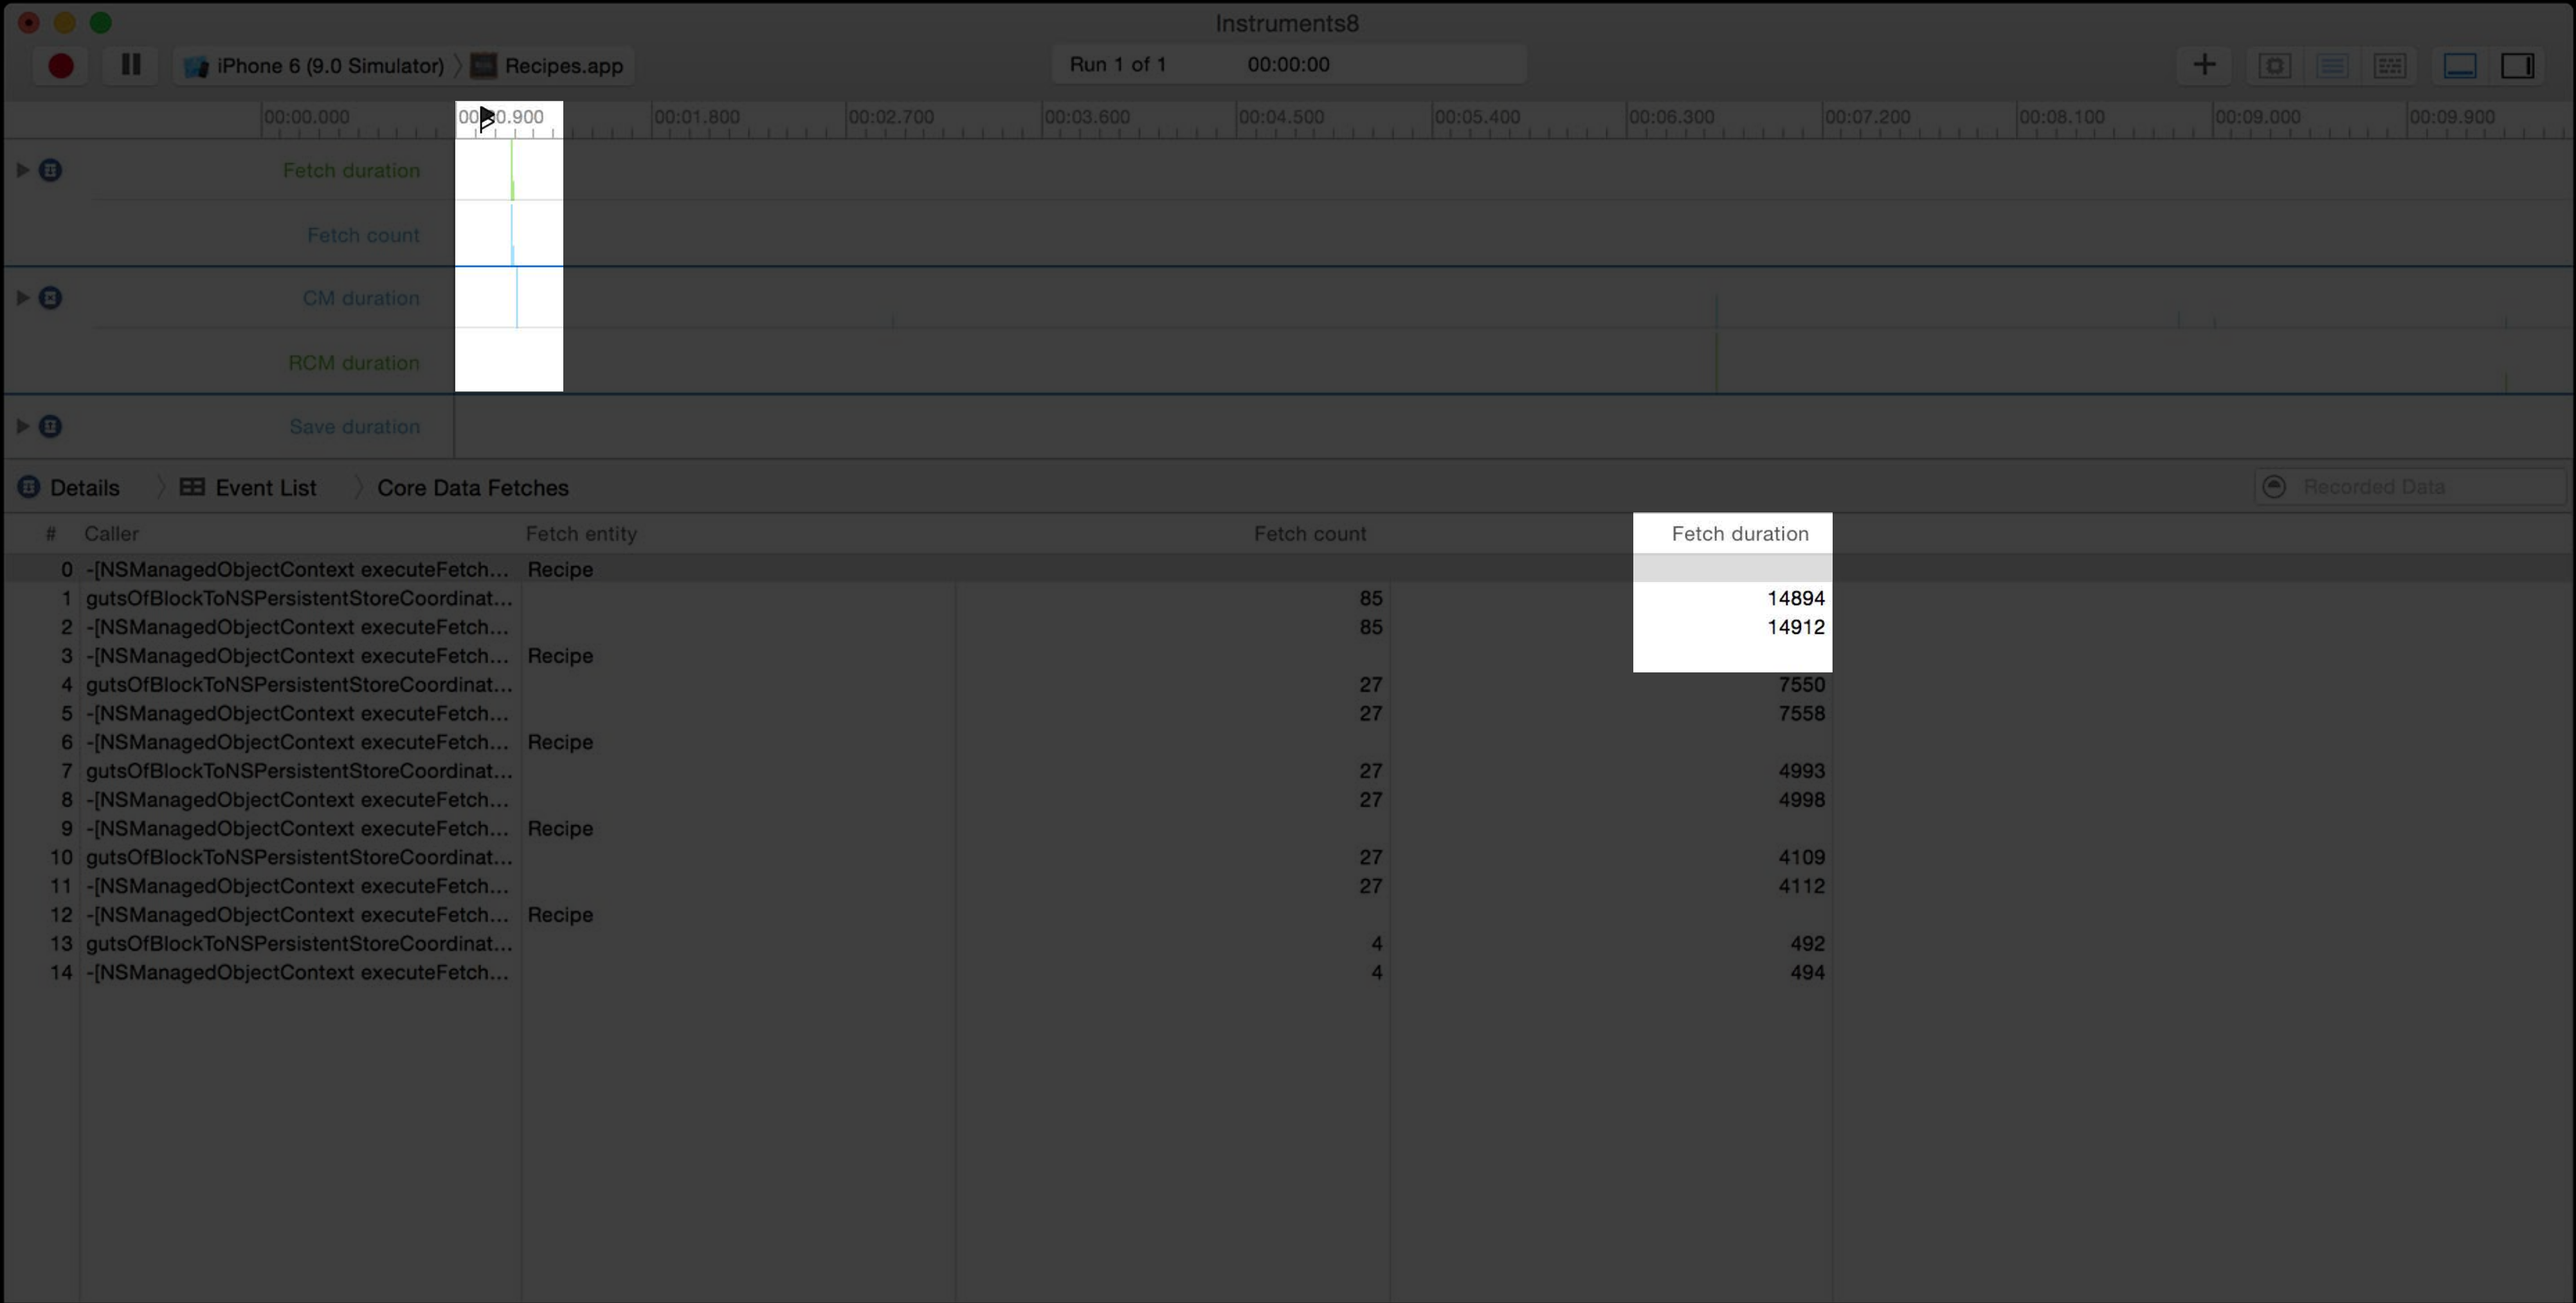 Instruments8
iPhone 6 (9.0 Simulator) Recipes.app Run 1 of 1 00:00:00
00:00.000 00:01.800 00:02.700 00:03.600 00:04.500 00:05.400 00:06.300 00:07.200 00:08.100 00:09.000 00:09.900
Fetch duration
Fetch count
CM duration
RCM duration
Save duration
Details Event List Core Data Fetches Recorded Data
# Caller Fetch entity Fetch count Fetch duration
0 -[NSManagedObjectContext executeFetch... Recipe
1 gutsOfBlockToNSPersistentStoreCoordinat... 85 14894
2 -[NSManagedObjectContext executeFetch... 85 14912
3 -[NSManagedObjectContext executeFetch... Recipe
4 gutsOfBlockToNSPersistentStoreCoordinat... 27 7550
5 -[NSManagedObjectContext executeFetch... 27 7558
6 -[NSManagedObjectContext executeFetch... Recipe
7 gutsOfBlockToNSPersistentStoreCoordinat... 27 4993
8 -[NSManagedObjectContext executeFetch... 27 4998
9 -[NSManagedObjectContext executeFetch... Recipe
10 gutsOfBlockToNSPersistentStoreCoordinat... 27 4109
11 -[NSManagedObjectContext executeFetch... 27 4112
12 -[NSManagedObjectContext executeFetch... Recipe
13 gutsOfBlockToNSPersistentStoreCoordinat... 4 492
14 -[NSManagedObjectContext executeFetch... 4 494